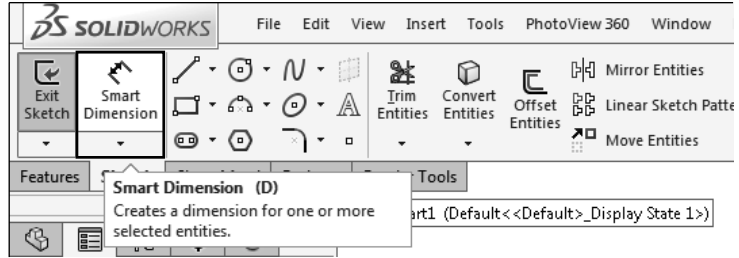 SOLIDWORKS File Edit View Insert Tools PhotoView 360 Window
Exit Sketch
Smart Dimension
Trim Entities
Convert Entities
Offset Entities
Mirror Entities
Linear Sketch Patte
Move Entities
Features Tools
Smart Dimension (D)
Creates a dimension for one or more
selected entities.
art1 (Default<<Default>_Display State 1>)